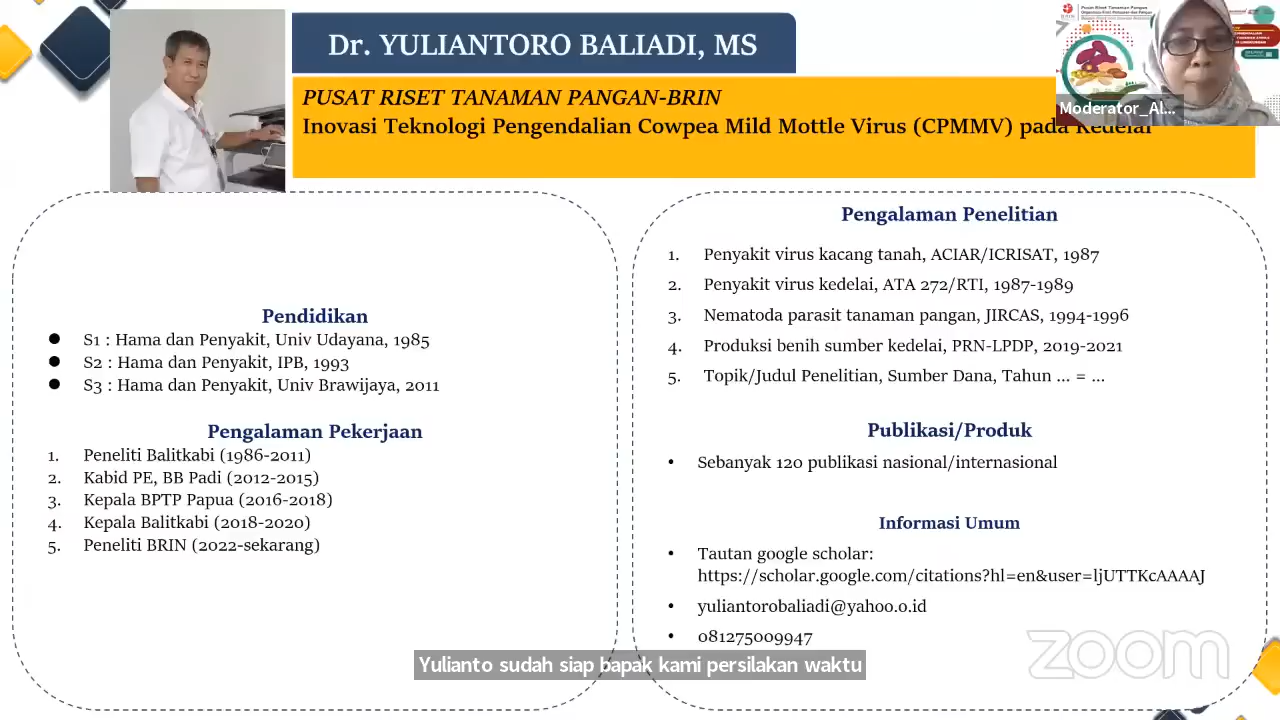 Dr. YULIANTORO BALIADI, MS
PUSAT RISET TANAMAN PANGAN-BRIN
Inovasi Teknologi Pengendalian Cowpea Mild Mottle Virus (CPMMV) pada Kedelai
Pusat Riset Tanaman Pangan
Moderator_Al...
Pendidikan
● S1 : Hama dan Penyakit, Univ Udayana, 1985
● S2 : Hama dan Penyakit, IPB, 1993
● S3 : Hama dan Penyakit, Univ Brawijaya, 2011
Pengalaman Pekerjaan
1. Peneliti Balitkabi (1986-2011)
2. Kabid PE, BB Padi (2012-2015)
3. Kepala BPTP Papua (2016-2018)
4. Kepala Balitkabi (2018-2020)
5. Peneliti BRIN (2022-sekarang)
Pengalaman Penelitian
1. Penyakit virus kacang tanah, ACIAR/ICRISAT, 1987
2. Penyakit virus kedelai, ATA 272/RTI, 1987-1989
3. Nematoda parasit tanaman pangan, JIRCAS, 1994-1996
4. Produksi benih sumber kedelai, PRN-LPDP, 2019-2021
5. Topik/Judul Penelitian, Sumber Dana, Tahun ... = ...
Publikasi/Produk
• Sebanyak 120 publikasi nasional/internasional
Informasi Umum
• Tautan google scholar:
https://scholar.google.com/citations?hl=en&user=ljUTTKcAAAAJ
• yuliantorobaliadi@yahoo.o.id
• 081275009947
zoom
Yulianto sudah siap bapak kami persilakan waktu